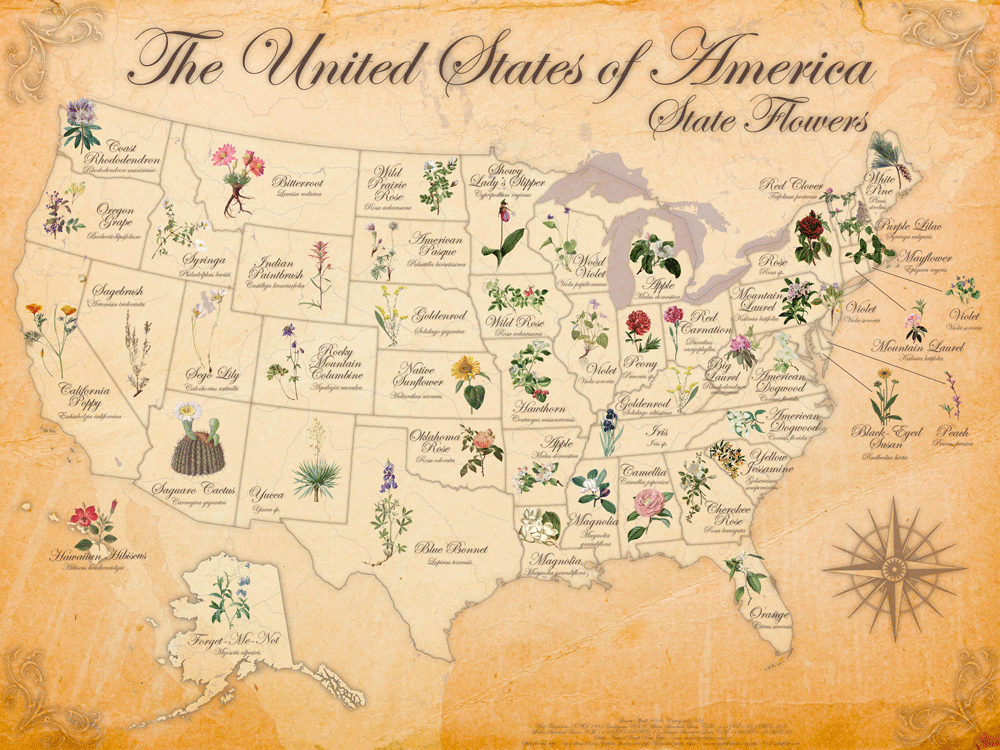 The United States of America
State Flowers
Coast
Rhododendron
Rhododendron maximum
Bitterroot
Lewisia rediviva
Wild
Prairie
Rose
Rosa arkansana
Showy
Lady's Slipper
Cypripedium reginae
White
Pine
Pinus
strobus
Red Clover
Trifolium pratense
Oregon
Grape
Syringa
Philadelphus lewisii
American
Pasque
Pulsatilla hirsutissima
Wood
Violet
Viola papilionacea
Apple
Malus domestica
Rose
Rosa sp.
Purple Lilac
Syringa vulgaris
Mayflower
Epigaea repens
Indian
Paintbrush
Castilleja linariaefolia
Sagebrush
Artemisia tridentata
Goldenrod
Solidago gigantea
Wild Rose
Rosa arkansana
Mountain
Laurel
Kalmia latifolia
Violet
Viola sororia
Violet
Viola sororia
Mountain Laurel
Kalmia latifolia
California
Poppy
Eschscholzia californica
Sego Lily
Calochortus nuttallii
Rocky
Mountain
Columbine
Aquilegia caerulea
Native
Sunflower
Helianthus annuus
Hawthorn
Violet
Viola sororia
Peony
Red
Carnation
Dianthus
caryophyllus
Big
Laurel
Rhododendron
maximum
American
Dogwood
Cornus florida
Goldenrod
Solidago altissima
American
Dogwood
Cornus florida
Black-Eyed
Susan
Rudbeckia hirta
Peach
Prunus persica
Saguaro Cactus
Carnegiea gigantea
Yucca
Yucca sp.
Oklahoma
Rose
Rosa odorata
Apple
Malus domestica
Iris
Iris sp.
Yellow
Jessamine
Gelsemium
sempervirens
Camellia
Camellia japonica
Cherokee
Rose
Rosa laevigata
Magnolia
Magnolia
grandiflora
Magnolia
Magnolia grandiflora
Blue Bonnet
Lupinus texensis
Hawaiian Hibiscus
Hibiscus brackenridgei
Forget-Me-Not
Myosotis alpestris
Orange
Citrus sinensis